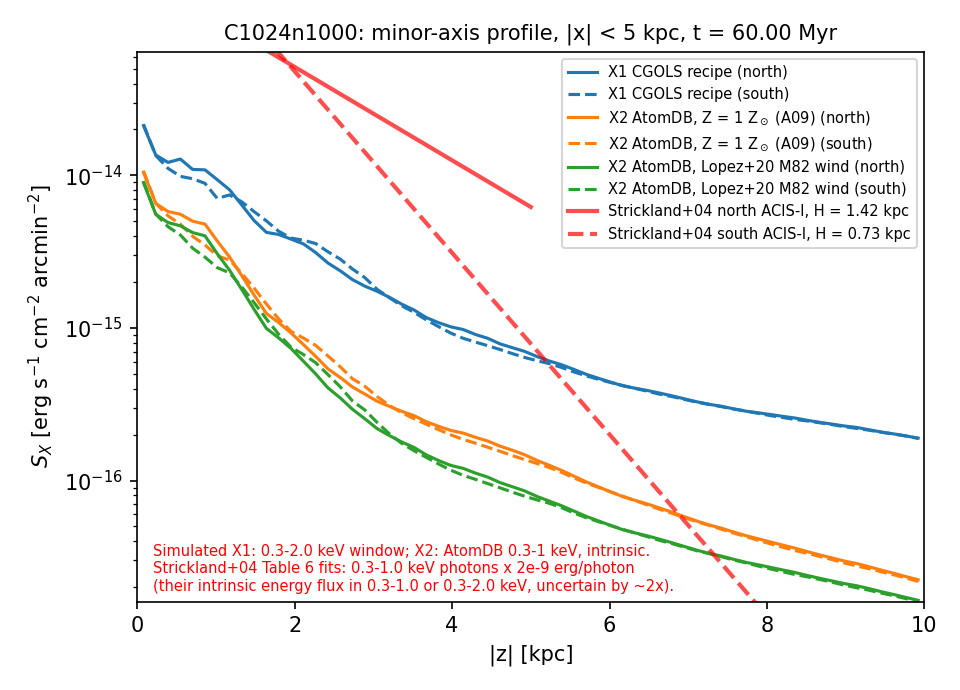 C1024n1000: minor-axis profile, |x| < 5 kpc, t = 60.00 Myr
X1 CGOLS recipe (north)
X1 CGOLS recipe (south)
X2 AtomDB, Z = 1 Z⊙ (A09) (north)
X2 AtomDB, Z = 1 Z⊙ (A09) (south)
X2 AtomDB, Lopez+20 M82 wind (north)
X2 AtomDB, Lopez+20 M82 wind (south)
Strickland+04 north ACIS-I, H = 1.42 kpc
Strickland+04 south ACIS-I, H = 0.73 kpc
S_X [erg s⁻¹ cm⁻² arcmin⁻²]
10⁻¹⁴
10⁻¹⁵
10⁻¹⁶
Simulated X1: 0.3-2.0 keV window; X2: AtomDB 0.3-1 keV, intrinsic.
Strickland+04 Table 6 fits: 0.3-1.0 keV photons x 2e-9 erg/photon
(their intrinsic energy flux in 0.3-1.0 or 0.3-2.0 keV, uncertain by ~2x).
0 2 4 6 8 10
|z| [kpc]